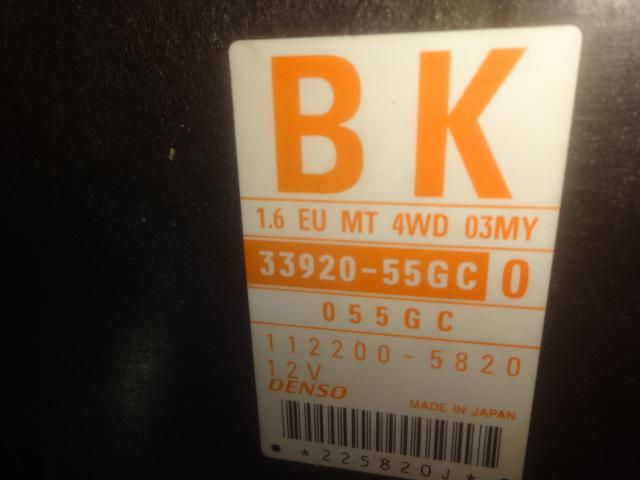 BK
1.6 EU MT 4WD 03MY
33920-55GC 0
055GC
112200-5820
12V
DENSO
MADE IN JAPAN
*225820J*